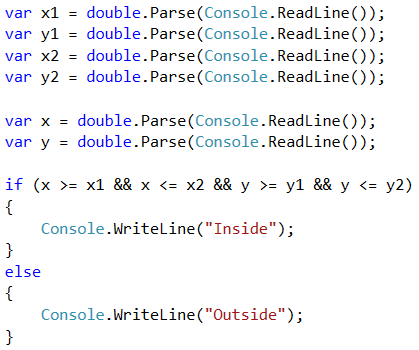 var x1 = double.Parse(Console.ReadLine());
var y1 = double.Parse(Console.ReadLine());
var x2 = double.Parse(Console.ReadLine());
var y2 = double.Parse(Console.ReadLine());

var x = double.Parse(Console.ReadLine());
var y = double.Parse(Console.ReadLine());

if (x >= x1 && x <= x2 && y >= y1 && y <= y2)
{
    Console.WriteLine("Inside");
}
else
{
    Console.WriteLine("Outside");
}